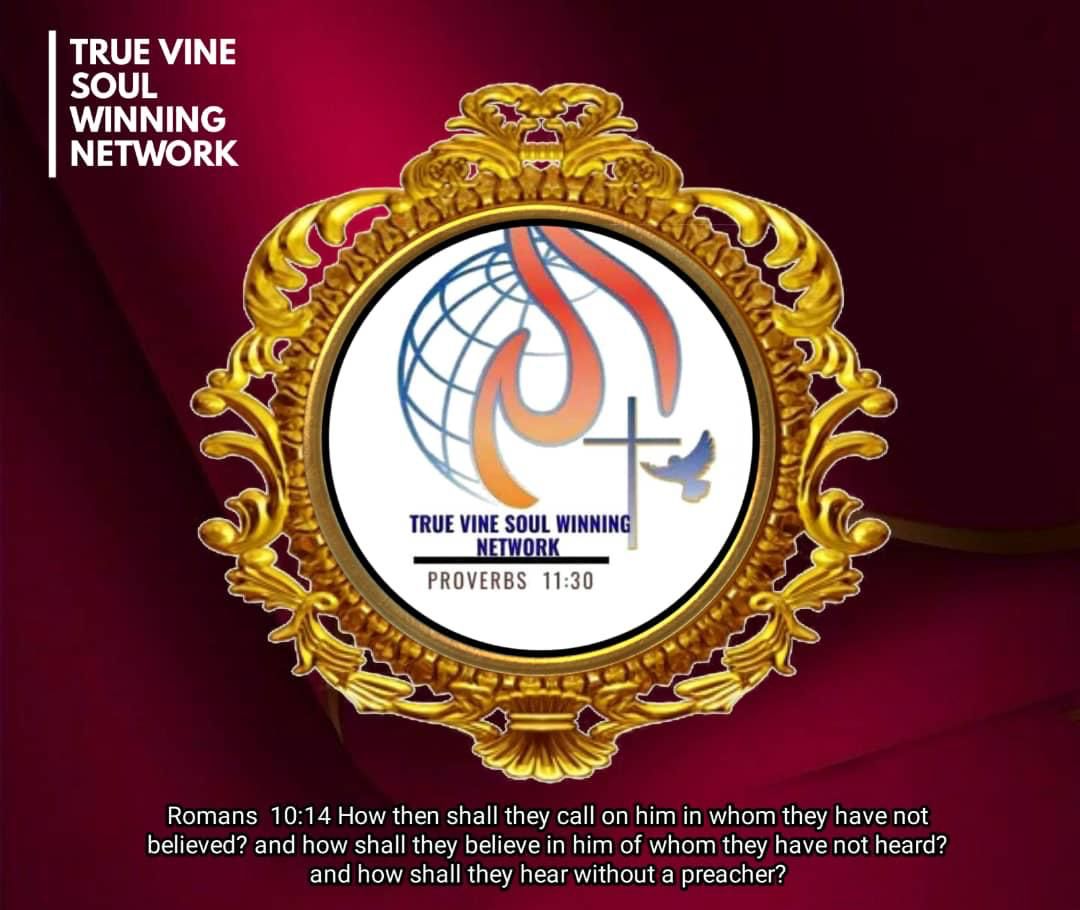 TRUE VINE
SOUL
WINNING
NETWORK
TRUE VINE SOUL WINNING
NETWORK
PROVERBS 11:30
Romans 10:14 How then shall they call on him in whom they have not
believed? and how shall they believe in him of whom they have not heard?
and how shall they hear without a preacher?